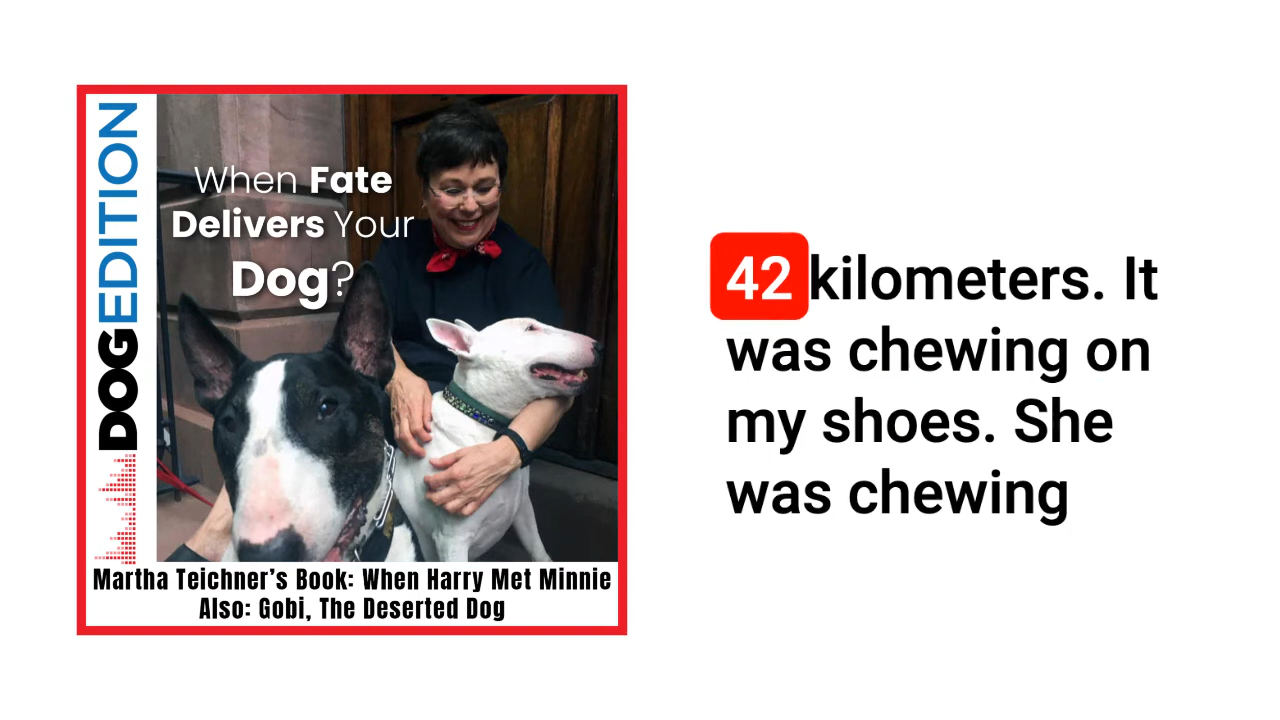 DOGEDITION
When Fate
Delivers Your
Dog?
Martha Teichner's Book: When Harry Met Minnie
Also: Gobi, The Deserted Dog
42 kilometers. It
was chewing on
my shoes. She
was chewing